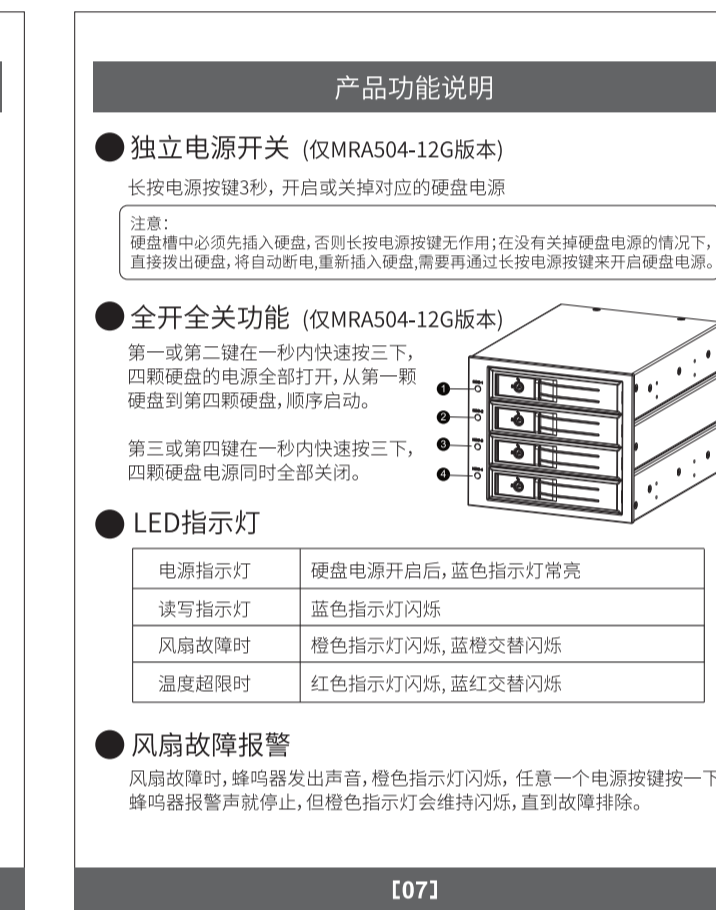 产品功能说明
独立电源开关 (仅MRA504-12G版本)
长按电源按键3秒，开启或关掉对应的硬盘电源
注意：
硬盘槽中必须先插入硬盘，否则长按电源按键无作用；在没有关掉硬盘电源的情况下，
直接拨出硬盘，将自动断电,重新插入硬盘,需要再通过长按电源按键来开启硬盘电源。
全开全关功能 (仅MRA504-12G版本)
第一或第二键在一秒内快速按三下，
四颗硬盘的电源全部打开，从第一颗
硬盘到第四颗硬盘，顺序启动。
第三或第四键在一秒内快速按三下，
四颗硬盘电源同时全部关闭。
1
2
3
4
LED指示灯
电源指示灯 硬盘电源开启后，蓝色指示灯常亮
读写指示灯 蓝色指示灯闪烁
风扇故障时 橙色指示灯闪烁, 蓝橙交替闪烁
温度超限时 红色指示灯闪烁, 蓝红交替闪烁
风扇故障报警
风扇故障时，蜂鸣器发出声音，橙色指示灯闪烁，任意一个电源按键按一下
蜂鸣器报警声就停止，但橙色指示灯会维持闪烁，直到故障排除。
[07]